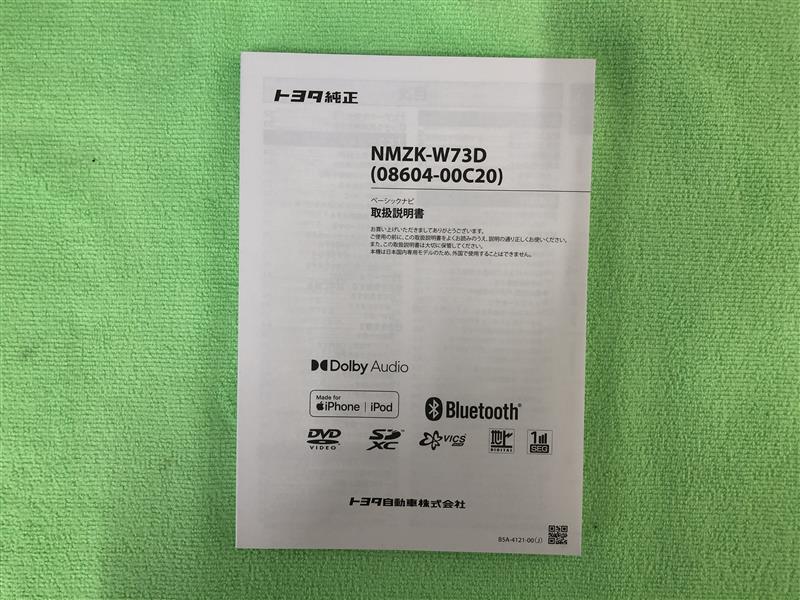 トヨタ純正
NMZK-W73D
(08604-00C20)
ベーシックナビ
取扱説明書
お買い上げいただきましてありがとうございます。
ご使用の前に、この取扱説明書をよくお読みのうえ、説明の通り正しくお使いください。
また、この取扱説明書は大切に保管してください。
本機は日本国内専用モデルのため、外国で使用することはできません。
Dolby Audio
Made for
iPhone | iPod
Bluetooth®
DVD
VIDEO
SD
XC
VICS
地上
DIGITAL
1
SEG
トヨタ自動車株式会社
B5A-4121-00(J)